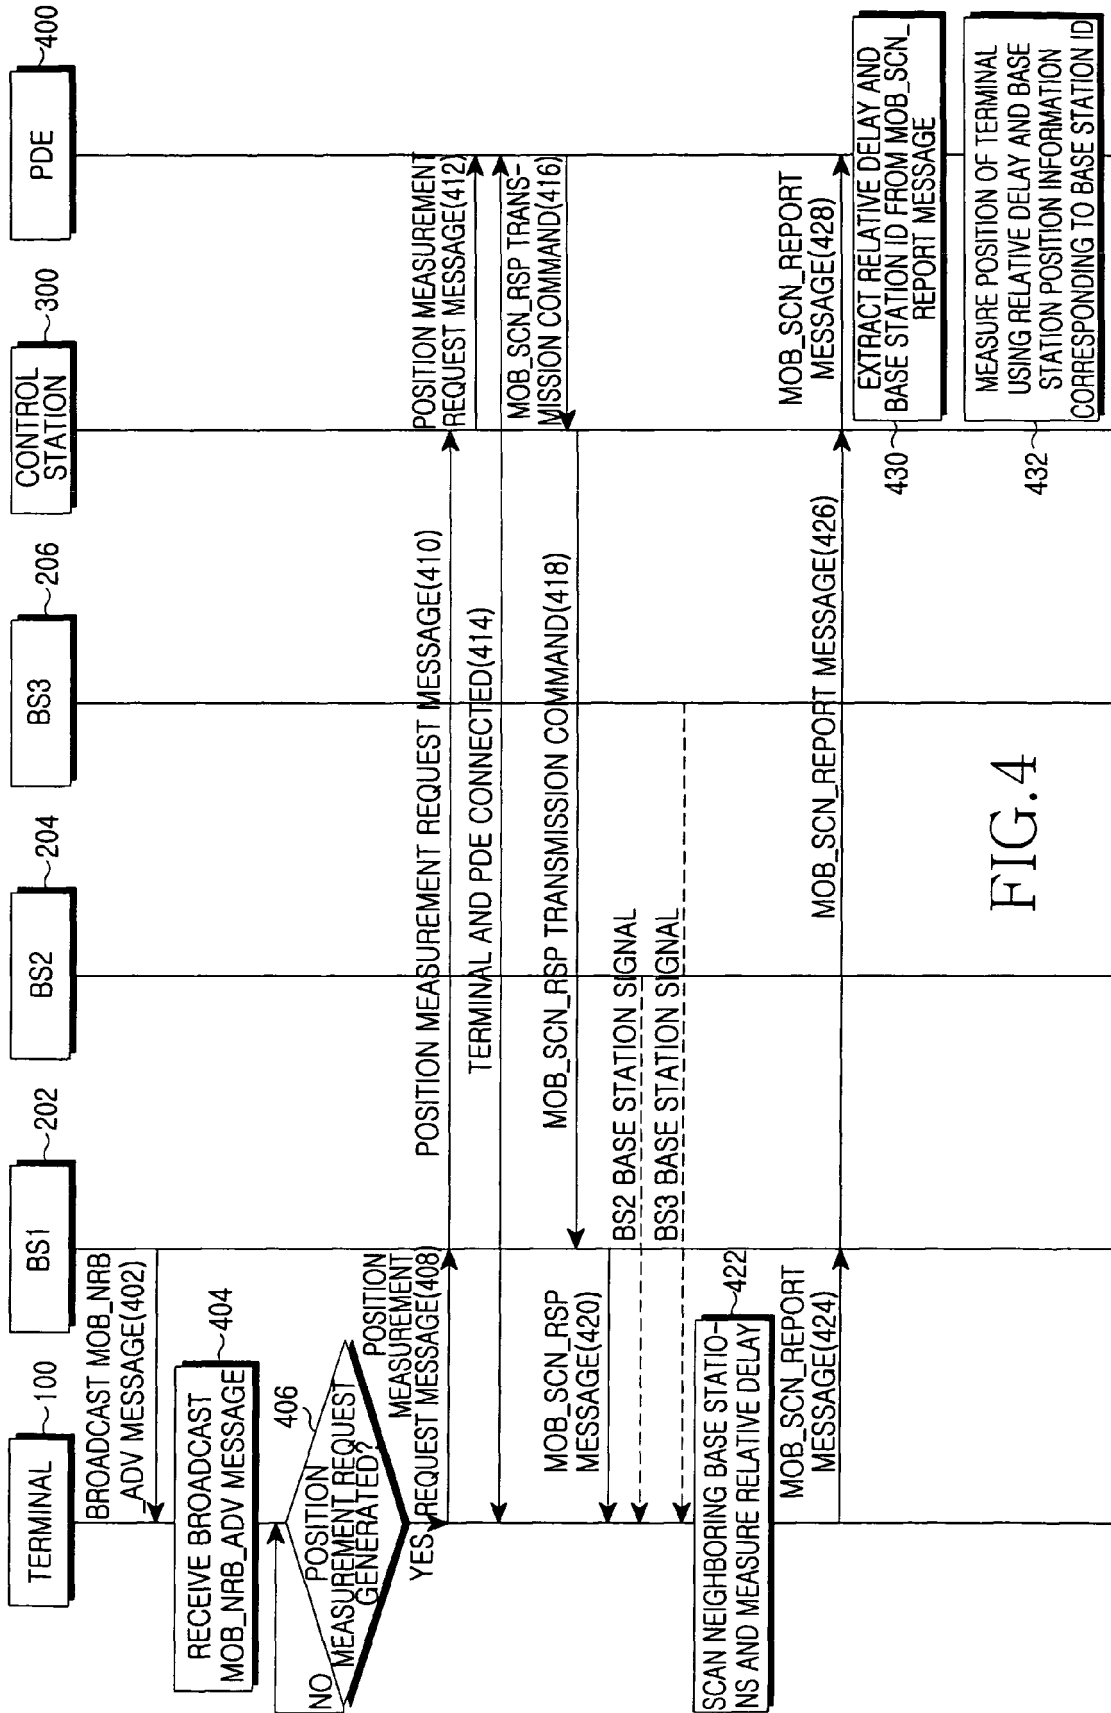 TERMINAL
100
BS1
202
BS2
204
BS3
206
CONTROL
STATION
300
PDE
400
BROADCAST MOB_NRB
_ADV MESSAGE(402)
RECEIVE BROADCAST
MOB_NRB_ADV MESSAGE
404
406
NO
POSITION
MEASUREMENT REQUEST
GENERATED?
YES
POSITION
MEASUREMENT
REQUEST MESSAGE(408)
POSITION MEASUREMENT REQUEST MESSAGE(410)
POSITION MEASUREMENT
REQUEST MESSAGE(412)
TERMINAL AND PDE CONNECTED(414)
MOB_SCN_RSP TRANS-
MISSION COMMAND(416)
MOB_SCN_RSP TRANSMISSION COMMAND(418)
MOB_SCN_RSP
MESSAGE(420)
BS2 BASE STATION SIGNAL
BS3 BASE STATION SIGNAL
SCAN NEIGHBORING BASE STATIO-
NS AND MEASURE RELATIVE DELAY
422
MOB_SCN_REPORT
MESSAGE(424)
MOB_SCN_REPORT MESSAGE(426)
MOB_SCN_REPORT
MESSAGE(428)
EXTRACT RELATIVE DELAY AND
BASE STATION ID FROM MOB_SCN_
REPORT MESSAGE
430
MEASURE POSITION OF TERMINAL
USING RELATIVE DELAY AND BASE
STATION POSITION INFORMATION
CORRESPONDING TO BASE STATION ID
432
FIG.4